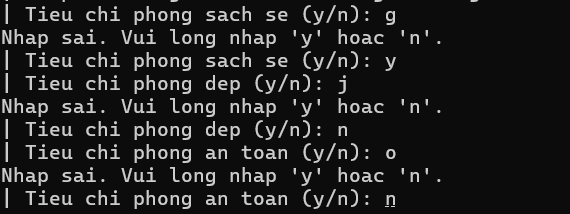 | Tieu chi phong sach se (y/n): g
Nhap sai. Vui long nhap 'y' hoac 'n'.
| Tieu chi phong sach se (y/n): y
| Tieu chi phong dep (y/n): j
Nhap sai. Vui long nhap 'y' hoac 'n'.
| Tieu chi phong dep (y/n): n
| Tieu chi phong an toan (y/n): o
Nhap sai. Vui long nhap 'y' hoac 'n'.
| Tieu chi phong an toan (y/n): n